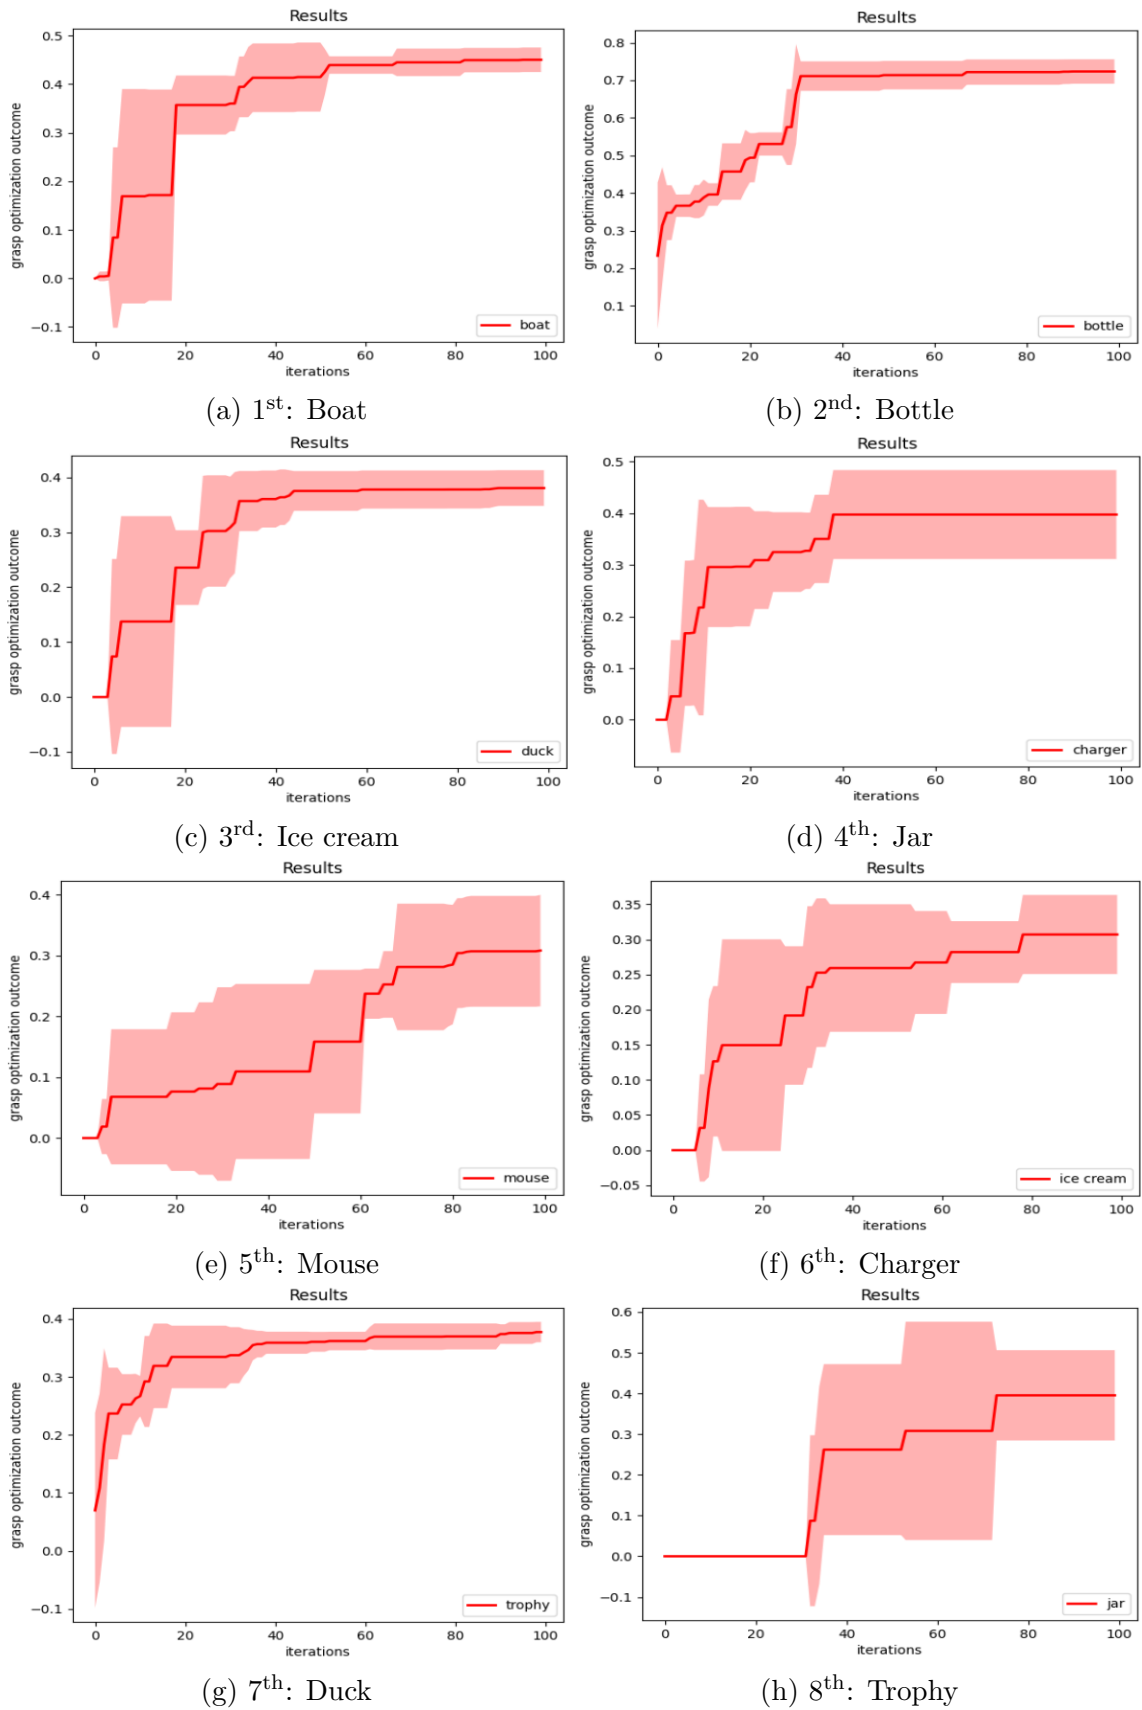 Results
grasp optimization outcome
0.5
0.4
0.3
0.2
0.1
0.0
−0.1
boat
0 20 40 60 80 100
iterations
(a) 1st: Boat
Results
grasp optimization outcome
0.8
0.7
0.6
0.5
0.4
0.3
0.2
0.1
bottle
0 20 40 60 80 100
iterations
(b) 2nd: Bottle
Results
grasp optimization outcome
0.4
0.3
0.2
0.1
0.0
−0.1
duck
0 20 40 60 80 100
iterations
(c) 3rd: Ice cream
Results
grasp optimization outcome
0.5
0.4
0.3
0.2
0.1
0.0
charger
0 20 40 60 80 100
iterations
(d) 4th: Jar
Results
grasp optimization outcome
0.4
0.3
0.2
0.1
0.0
mouse
0 20 40 60 80 100
iterations
(e) 5th: Mouse
Results
grasp optimization outcome
0.35
0.30
0.25
0.20
0.15
0.10
0.05
0.00
−0.05
ice cream
0 20 40 60 80 100
iterations
(f) 6th: Charger
Results
grasp optimization outcome
0.4
0.3
0.2
0.1
0.0
−0.1
trophy
0 20 40 60 80 100
iterations
(g) 7th: Duck
Results
grasp optimization outcome
0.6
0.5
0.4
0.3
0.2
0.1
0.0
−0.1
jar
0 20 40 60 80 100
iterations
(h) 8th: Trophy